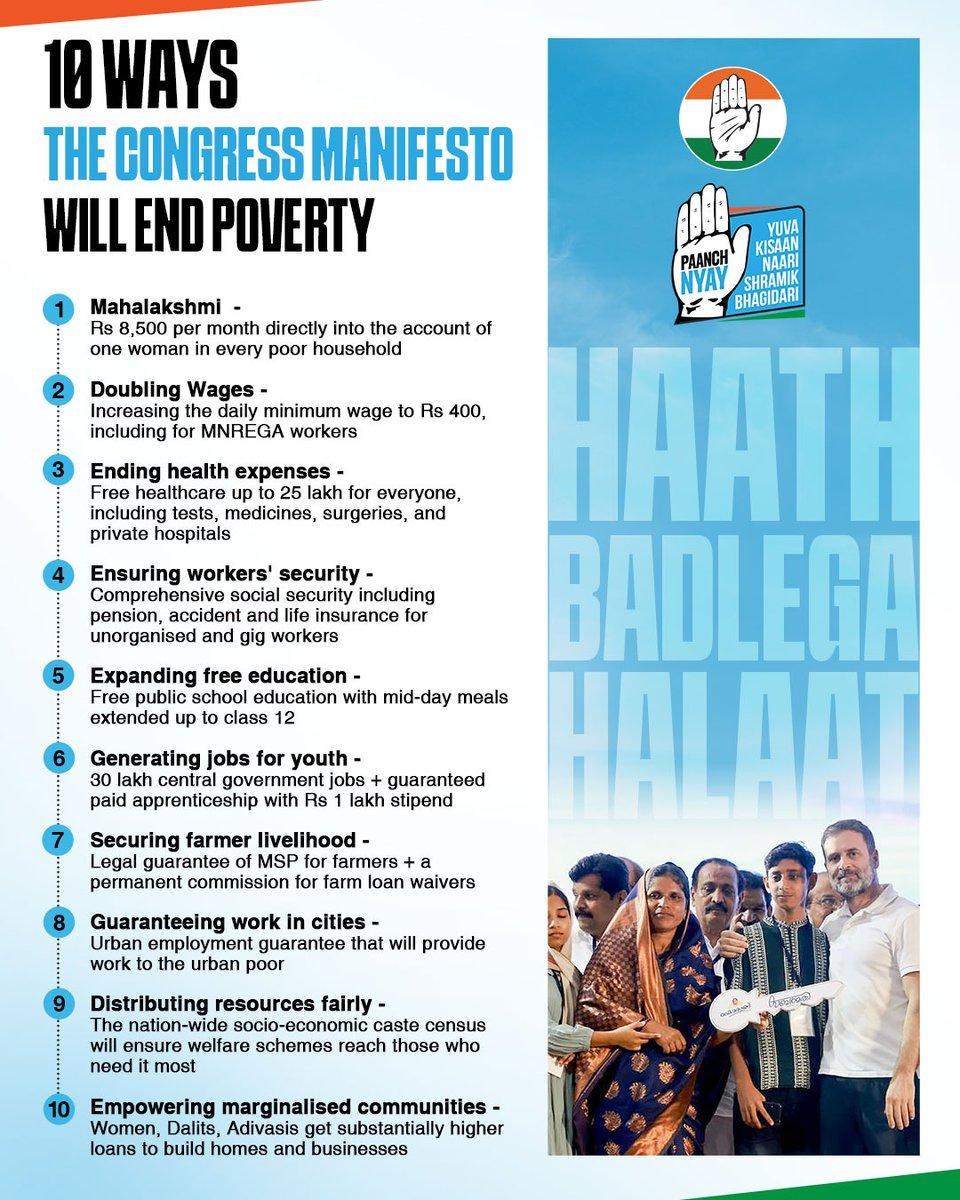 10 WAYS
THE CONGRESS MANIFESTO
WILL END POVERTY
1 Mahalakshmi -
Rs 8,500 per month directly into the account of
one woman in every poor household
2 Doubling Wages -
Increasing the daily minimum wage to Rs 400,
including for MNREGA workers
3 Ending health expenses -
Free healthcare up to 25 lakh for everyone,
including tests, medicines, surgeries, and
private hospitals
4 Ensuring workers' security -
Comprehensive social security including
pension, accident and life insurance for
unorganised and gig workers
5 Expanding free education -
Free public school education with mid-day meals
extended up to class 12
6 Generating jobs for youth -
30 lakh central government jobs + guaranteed
paid apprenticeship with Rs 1 lakh stipend
7 Securing farmer livelihood -
Legal guarantee of MSP for farmers + a
permanent commission for farm loan waivers
8 Guaranteeing work in cities -
Urban employment guarantee that will provide
work to the urban poor
9 Distributing resources fairly -
The nation-wide socio-economic caste census
will ensure welfare schemes reach those who
need it most
10 Empowering marginalised communities -
Women, Dalits, Adivasis get substantially higher
loans to build homes and businesses
PAANCH
NYAY
YUVA
KISAAN
NAARI
SHRAMIK
BHAGIDARI
HAATH
BADLEGA
HALAAT